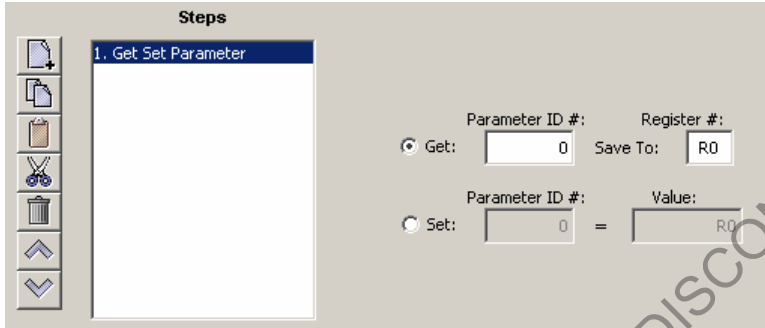 Steps
1. Get Set Parameter
Parameter ID #: Register #:
Get: 0 Save To: R0
Parameter ID #: Value:
Set: 0 = R0